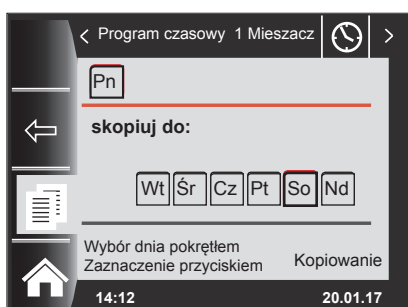 < Program czasowy 1 Mieszacz >
Pn
skopiuj do:
Wt Śr Cz Pt So Nd
Wybór dnia pokrętłem
Zaznaczenie przyciskiem Kopiowanie
14:12 20.01.17